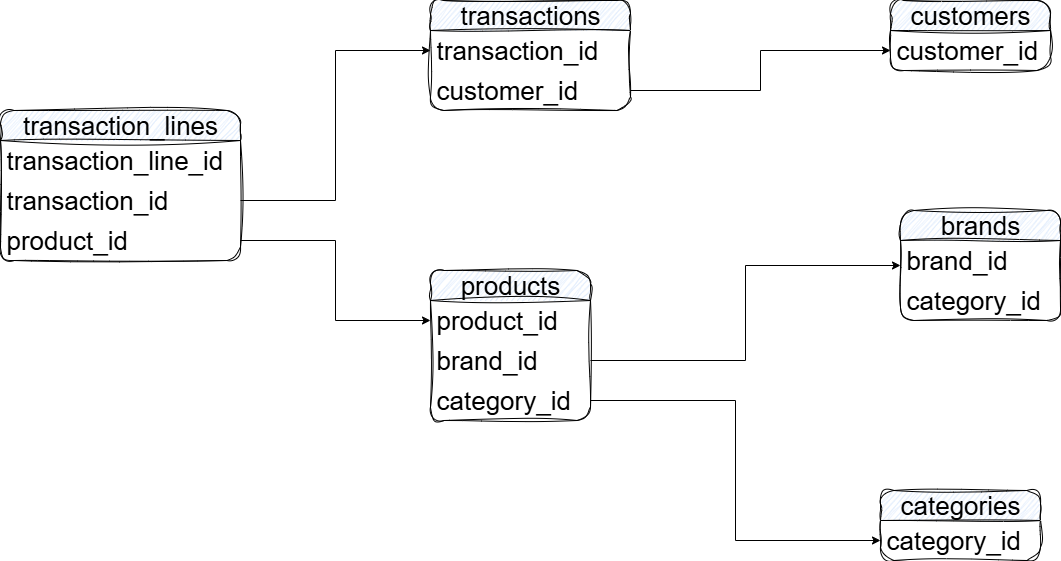 transactions
transaction_id
customer_id
customers
customer_id
transaction_lines
transaction_line_id
transaction_id
product_id
products
product_id
brand_id
category_id
brands
brand_id
category_id
categories
category_id